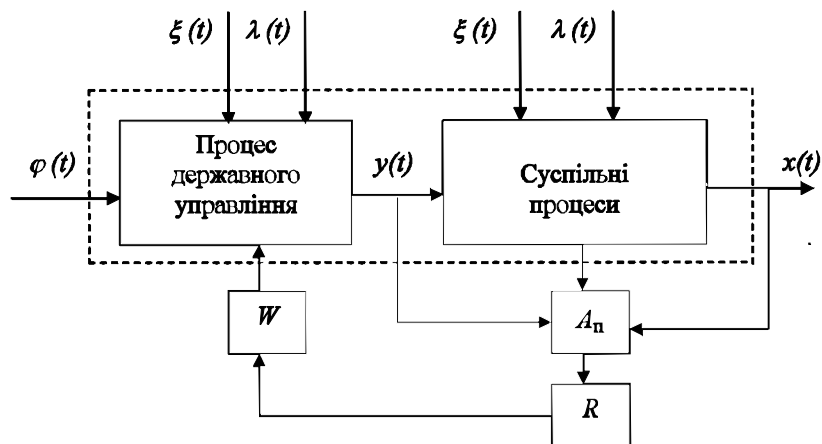 ξ(t) λ(t) ξ(t) λ(t)
φ(t)
Процес
державного
управління
y(t)
Суспільні
процеси
x(t)
W
Aп
R